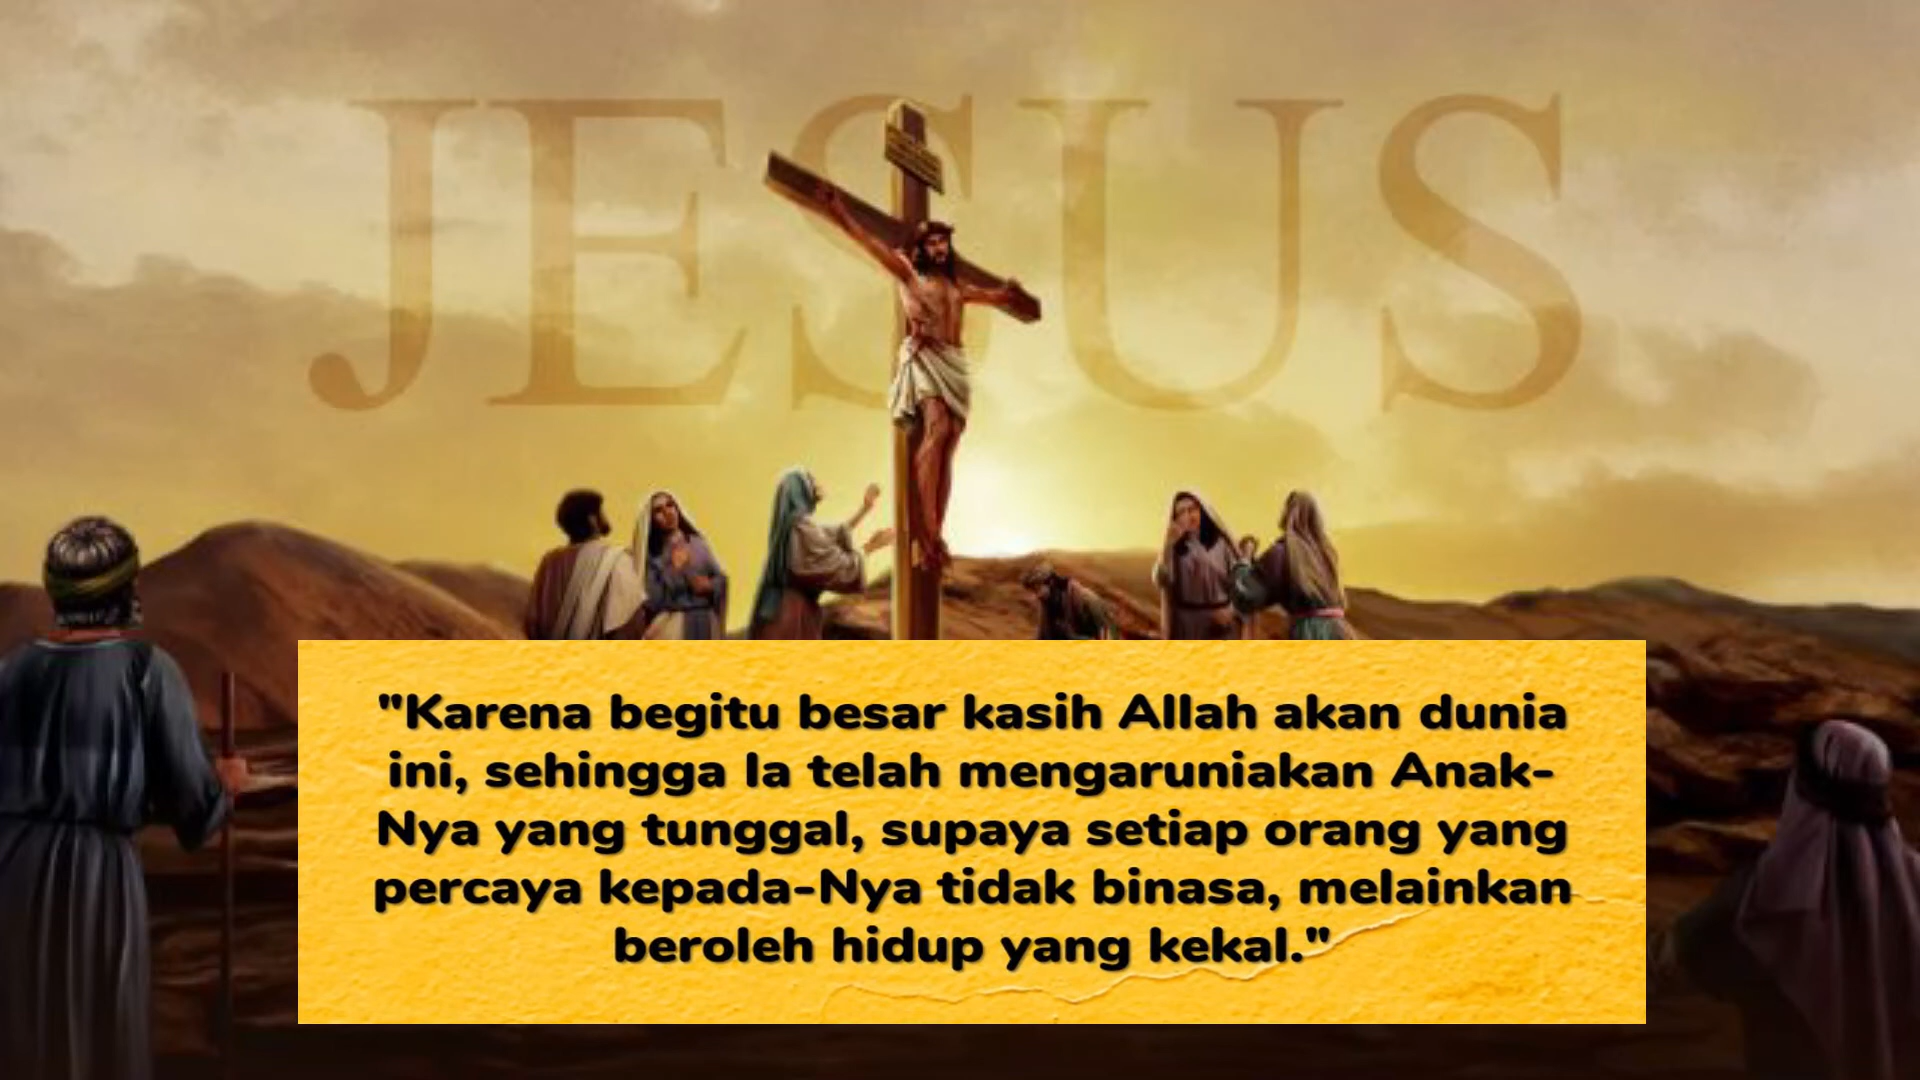 JESUS
"Karena begitu besar kasih Allah akan dunia
ini, sehingga Ia telah mengaruniakan Anak-
Nya yang tunggal, supaya setiap orang yang
percaya kepada-Nya tidak binasa, melainkan
beroleh hidup yang kekal."